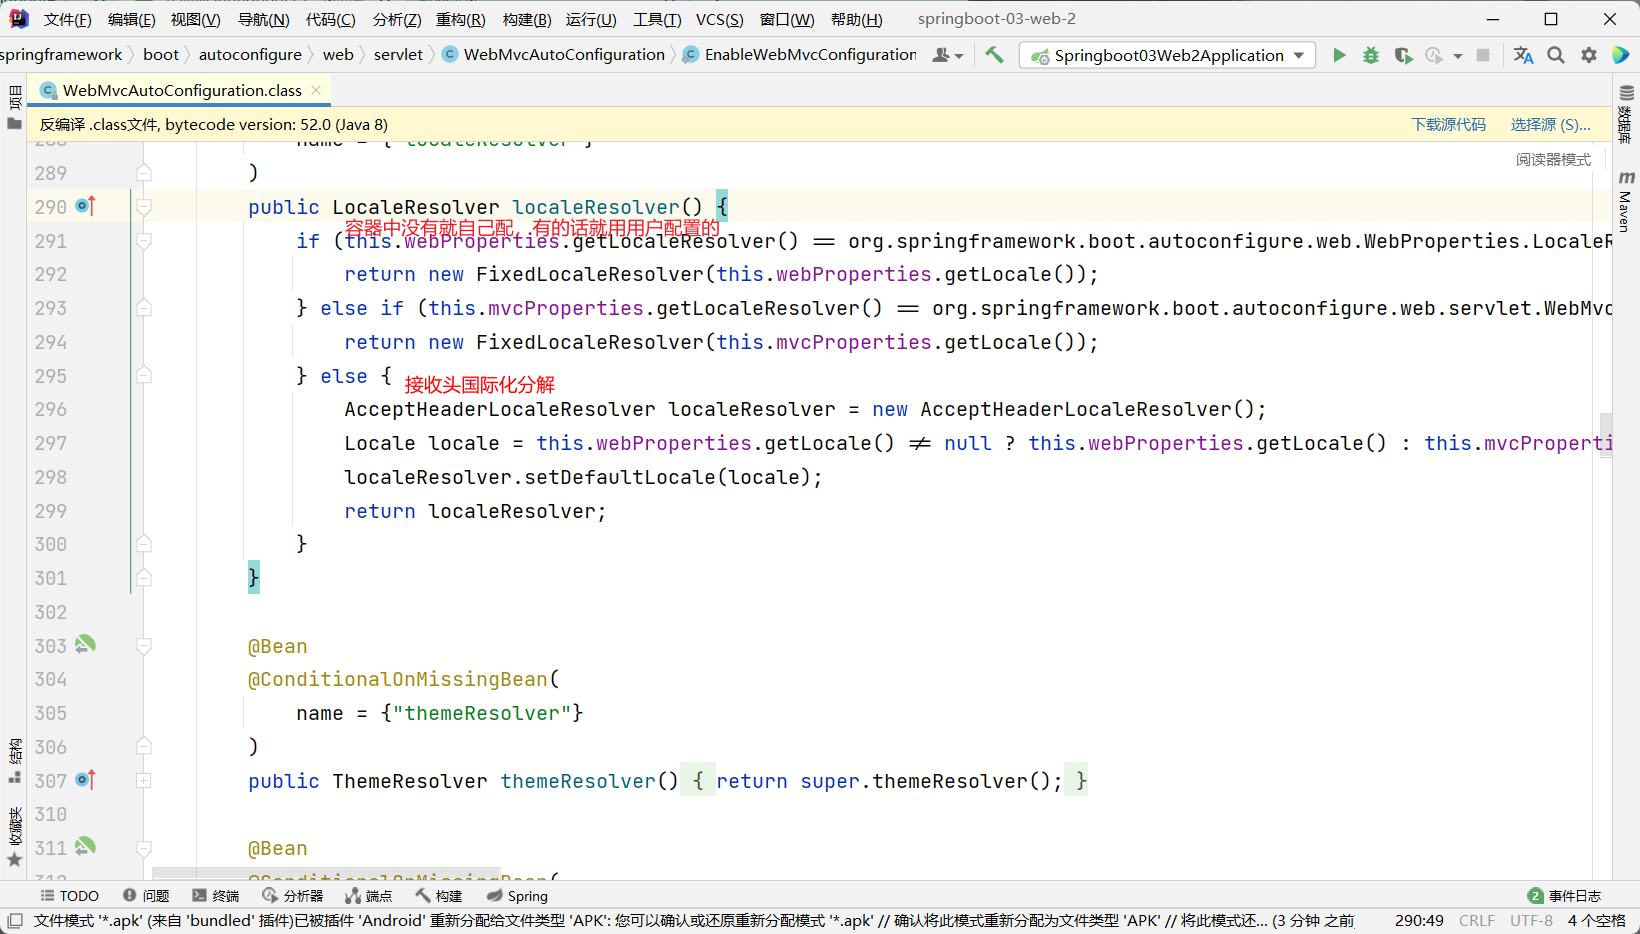 文件(F) 编辑(E) 视图(V) 导航(N) 代码(C) 分析(Z) 重构(R) 构建(B) 运行(U) 工具(T) VCS(S) 窗口(W) 帮助(H) springboot-03-web-2
springframework boot autoconfigure web servlet WebMvcAutoConfiguration EnableWebMvcConfiguration Springboot03Web2Application
项目
WebMvcAutoConfiguration.class
数据库
反编译 .class文件, bytecode version: 52.0 (Java 8) 下载源代码 选择源 (S)...
阅读器模式
Maven
289 )
290 public LocaleResolver localeResolver() {
容器中没有就自己配，有的话就用用户配置的
291 if (this.webProperties.getLocaleResolver() == org.springframework.boot.autoconfigure.web.WebProperties.LocaleR
292 return new FixedLocaleResolver(this.webProperties.getLocale());
293 } else if (this.mvcProperties.getLocaleResolver() == org.springframework.boot.autoconfigure.web.servlet.WebMvc
294 return new FixedLocaleResolver(this.mvcProperties.getLocale());
295 } else {
接收头国际化分解
296 AcceptHeaderLocaleResolver localeResolver = new AcceptHeaderLocaleResolver();
297 Locale locale = this.webProperties.getLocale() != null ? this.webProperties.getLocale() : this.mvcProperti
298 localeResolver.setDefaultLocale(locale);
299 return localeResolver;
300 }
301 }
302
303 @Bean
304 @ConditionalOnMissingBean(
305 name = {"themeResolver"}
306 )
307 public ThemeResolver themeResolver() { return super.themeResolver(); }
310
311 @Bean
结构
收藏夹
TODO 问题 终端 分析器 端点 构建 Spring 2 事件日志
文件模式 '*.apk' (来自 'bundled' 插件)已被插件 'Android' 重新分配给文件类型 'APK': 您可以确认或还原重新分配模式 '*.apk' // 确认将此模式重新分配为文件类型 'APK' // 将此模式还... (3 分钟 之前) 290:49 CRLF UTF-8 4 个空格